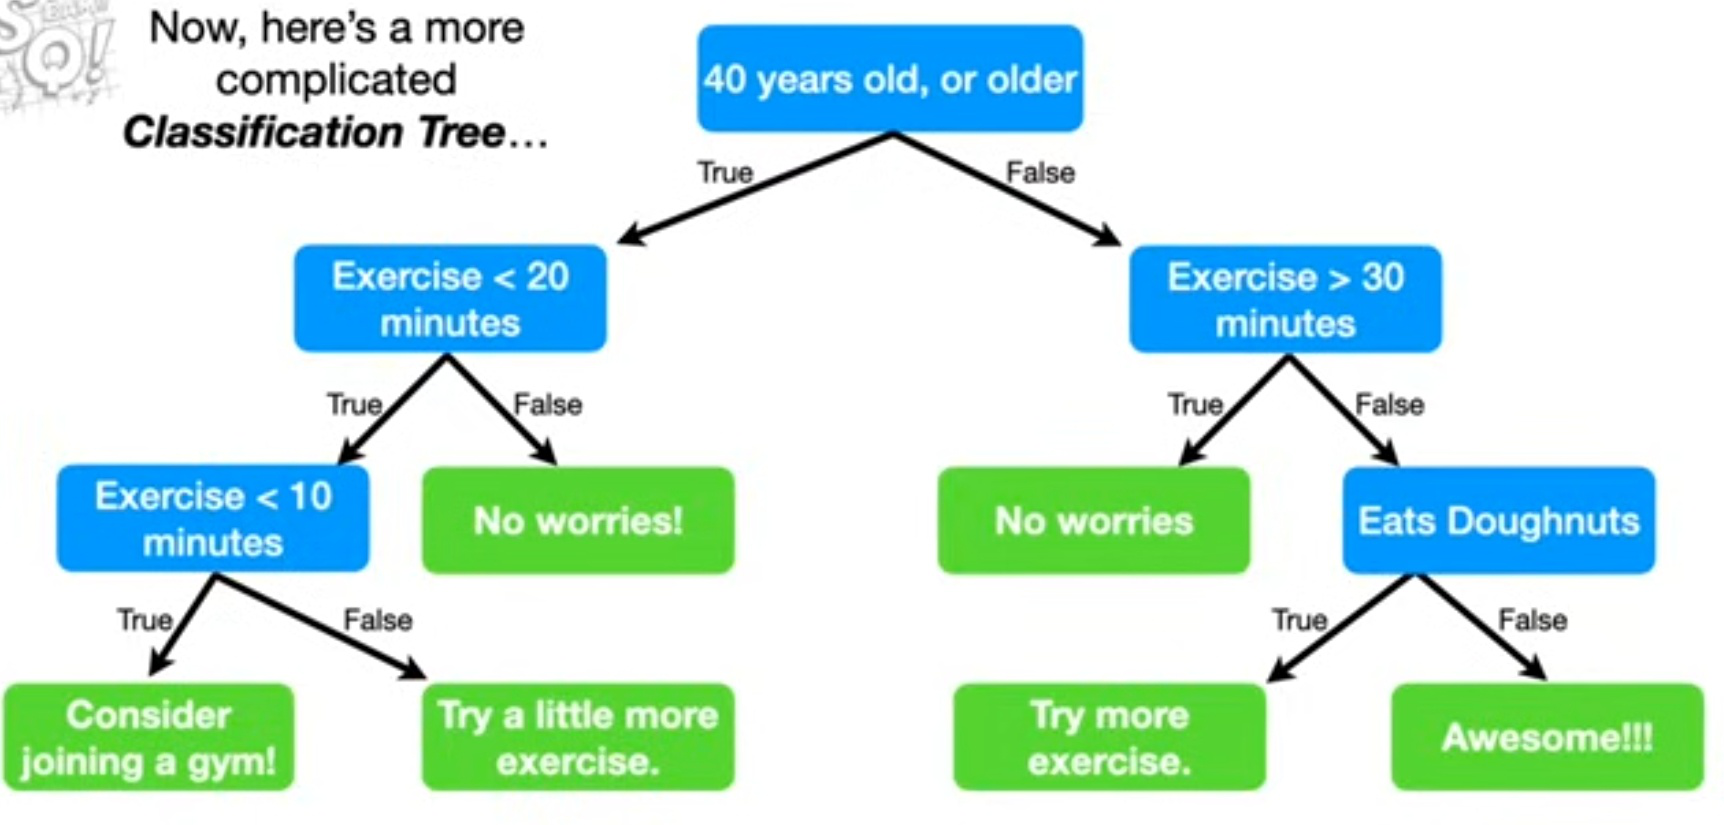 Now, here's a more
complicated
Classification Tree...
40 years old, or older
True
False
Exercise < 20
minutes
Exercise > 30
minutes
True
False
True
False
Exercise < 10
minutes
No worries!
No worries
Eats Doughnuts
True
False
True
False
Consider
joining a gym!
Try a little more
exercise.
Try more
exercise.
Awesome!!!